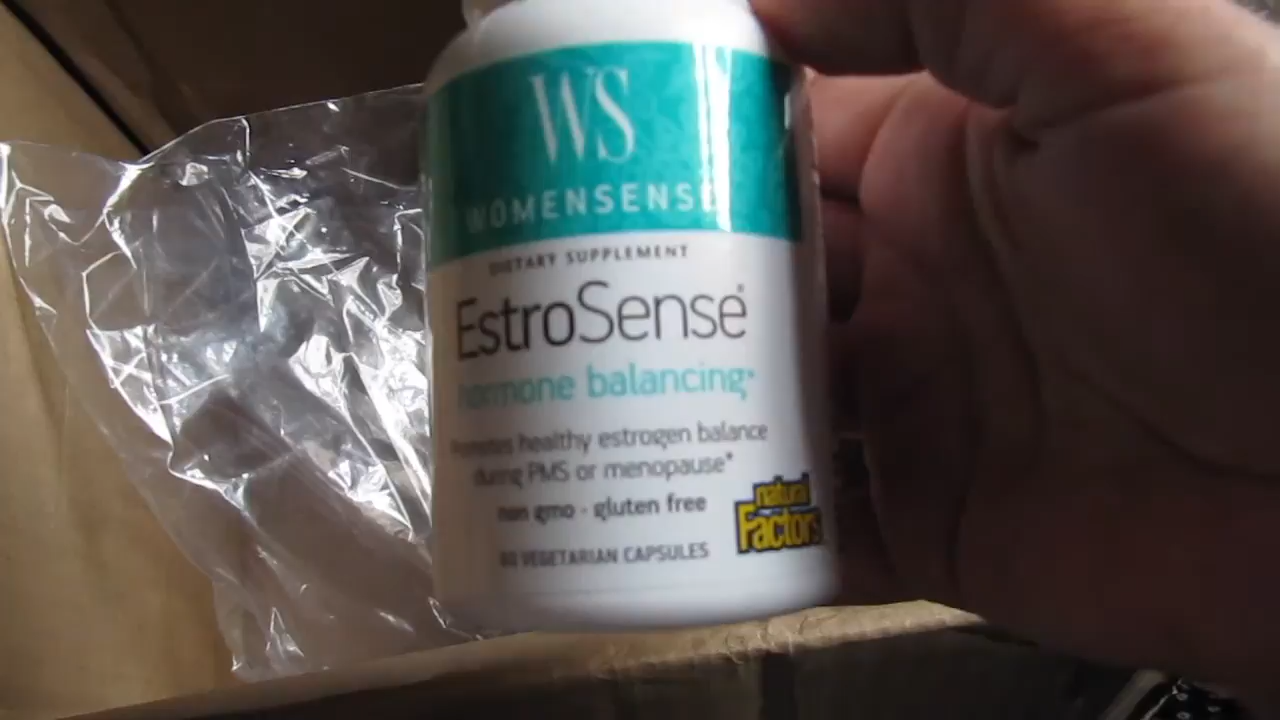 WS
WOMENSENSE
DIETARY SUPPLEMENT
EstroSense®
hormone balancing*
Promotes healthy estrogen balance
during PMS or menopause*
non gmo · gluten free
VEGETARIAN CAPSULES
natural
Factors